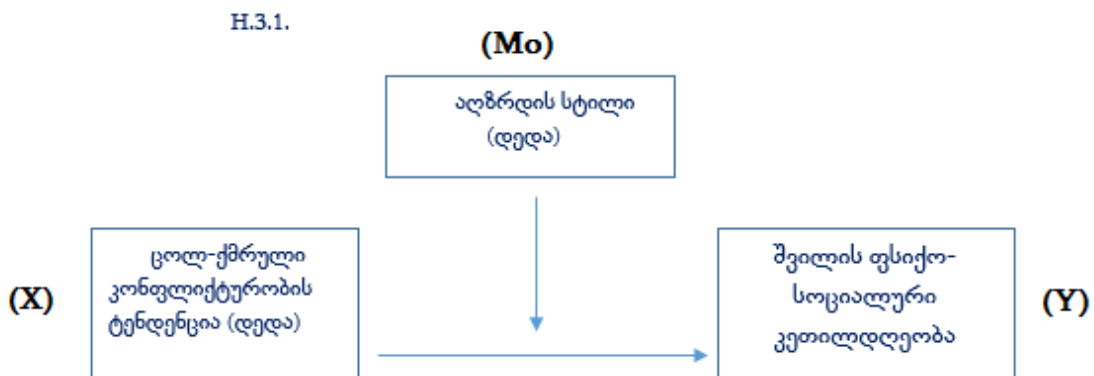 H.3.1.
(Mo)
აღზრდის სტილი
(დედა)
(X)
ცოლ-ქმრული
კონფლიქტურობის
ტენდენცია (დედა)
შვილის ფსიქო-
სოციალური
კეთილდღეობა
(Y)